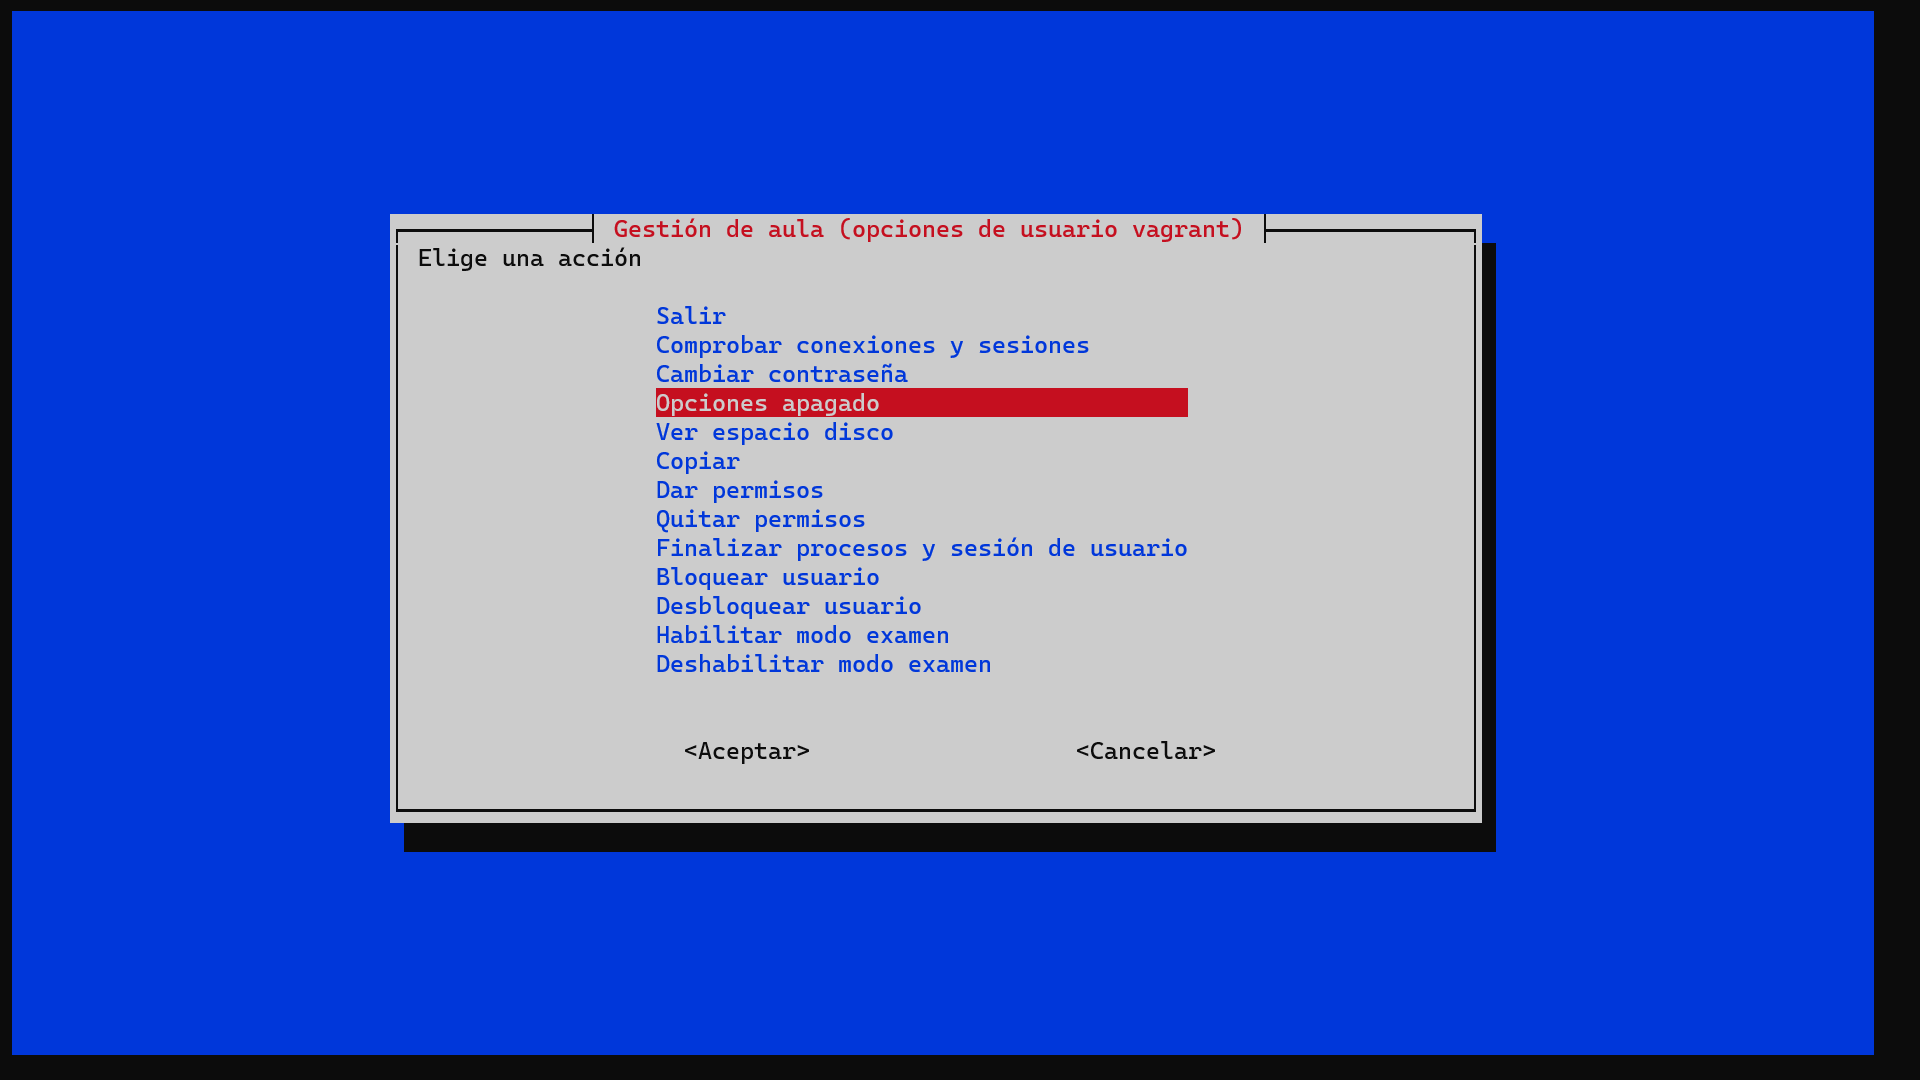 Gestión de aula (opciones de usuario vagrant)
Elige una acción
Salir
Comprobar conexiones y sesiones
Cambiar contraseña
Opciones apagado
Ver espacio disco
Copiar
Dar permisos
Quitar permisos
Finalizar procesos y sesión de usuario
Bloquear usuario
Desbloquear usuario
Habilitar modo examen
Deshabilitar modo examen
<Aceptar> <Cancelar>